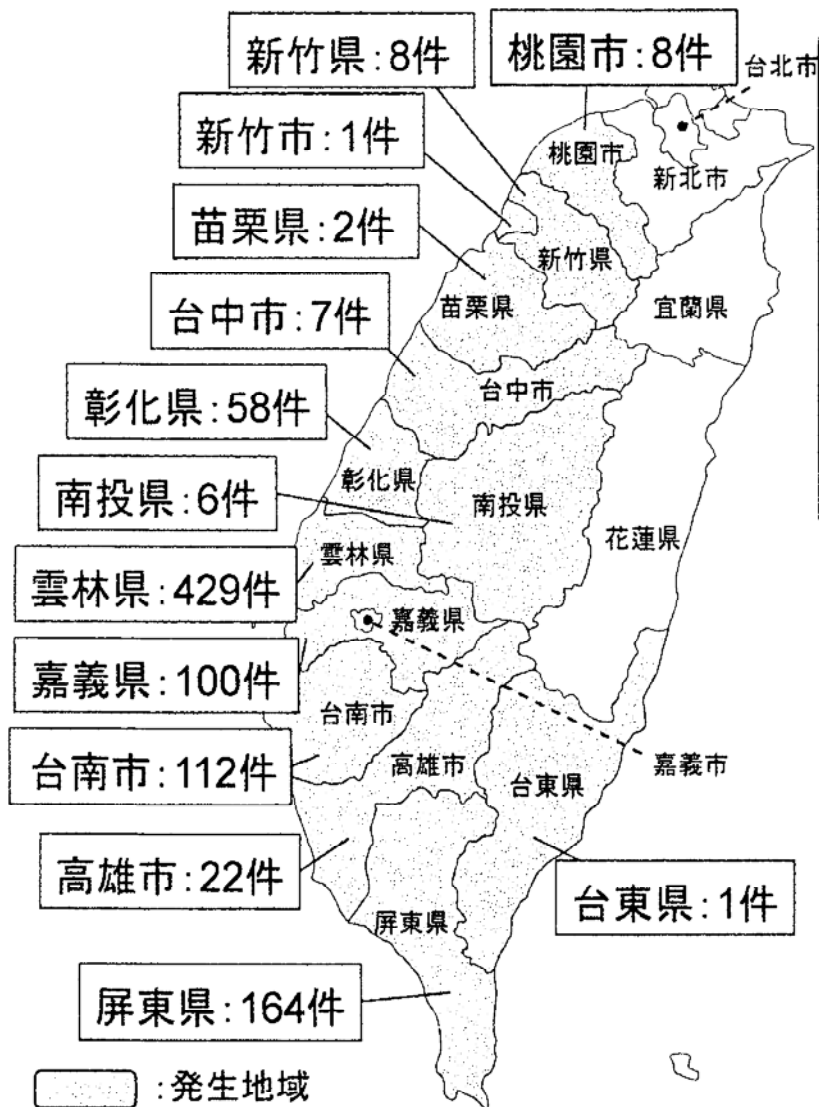 新竹県:8件
桃園市:8件
台北市
新竹市:1件
桃園市
新北市
苗栗県:2件
新竹県
苗栗県
宜蘭県
台中市:7件
台中市
彰化県:58件
彰化県
南投県:6件
南投県
花蓮県
雲林県
雲林県:429件
嘉義県
嘉義県:100件
台南市
台南市:112件
高雄市
嘉義市
台東県
高雄市:22件
台東県:1件
屏東県
屏東県:164件
:発生地域